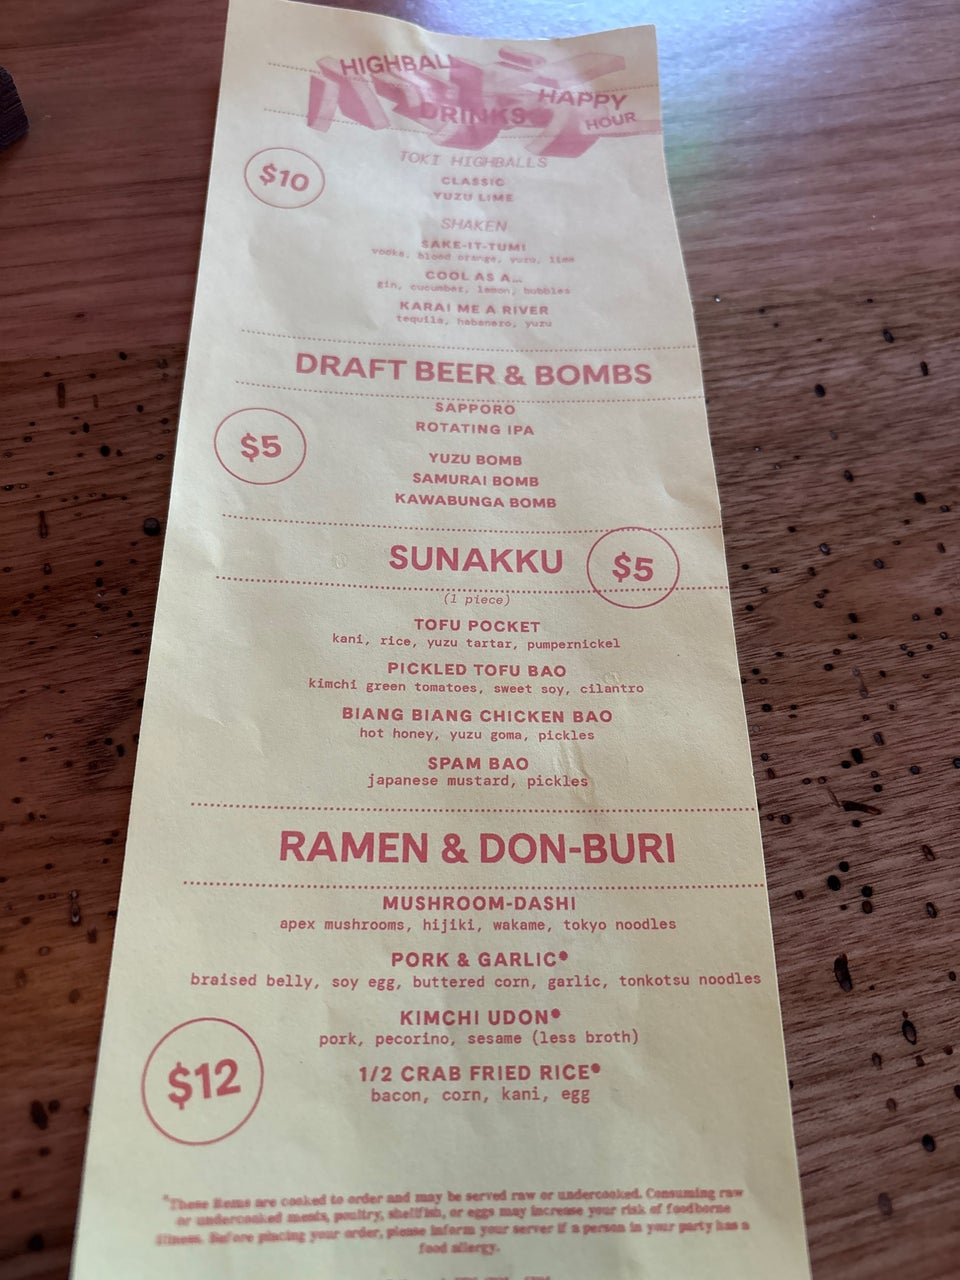 HIGHBALL
DRINKS
HAPPY
HOUR
$10
TOKI HIGHBALLS
CLASSIC
YUZU LIME
SHAKEN
SAKE-IT-TUMI
vodka, blood orange, yuzu, lime
COOL AS A...
gin, cucumber, lemon, bubbles
KARAI ME A RIVER
tequila, habanero, yuzu
DRAFT BEER & BOMBS
$5
SAPPORO
ROTATING IPA
YUZU BOMB
SAMURAI BOMB
KAWABUNGA BOMB
SUNAKKU $5
(1 piece)
TOFU POCKET
kani, rice, yuzu tartar, pumpernickel
PICKLED TOFU BAO
kimchi green tomatoes, sweet soy, cilantro
BIANG BIANG CHICKEN BAO
hot honey, yuzu goma, pickles
SPAM BAO
japanese mustard, pickles
RAMEN & DON-BURI
MUSHROOM-DASHI
apex mushrooms, hijiki, wakame, tokyo noodles
PORK & GARLIC*
braised belly, soy egg, buttered corn, garlic, tonkotsu noodles
KIMCHI UDON*
pork, pecorino, sesame (less broth)
$12
1/2 CRAB FRIED RICE*
bacon, corn, kani, egg
*These items are cooked to order and may be served raw or undercooked. Consuming raw
or undercooked meats, poultry, shellfish, or eggs may increase your risk of foodborne
illness. Before placing your order, please inform your server if a person in your party has a
food allergy.